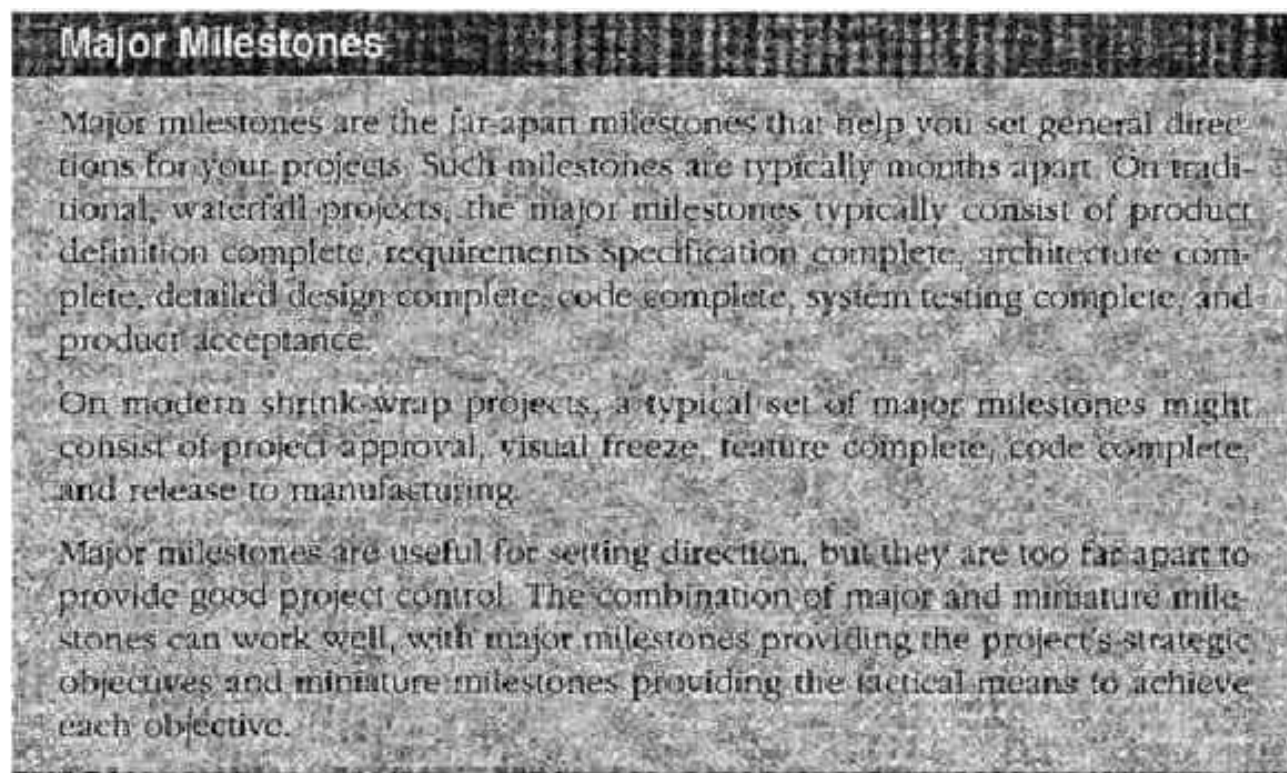 Major Milestones
Major milestones are the far-apart milestones that help you set general direc-
tions for your projects. Such milestones are typically months apart. On tradi-
tional, waterfall projects, the major milestones typically consist of product
definition complete, requirements specification complete, architecture com-
plete, detailed design complete, code complete, system testing complete, and
product acceptance.
On modern shrink-wrap projects, a typical set of major milestones might
consist of project approval, visual freeze, feature complete, code complete,
and release to manufacturing.
Major milestones are useful for setting direction, but they are too far apart to
provide good project control. The combination of major and miniature mile-
stones can work well, with major milestones providing the project's strategic
objectives and miniature milestones providing the tactical means to achieve
each objective.